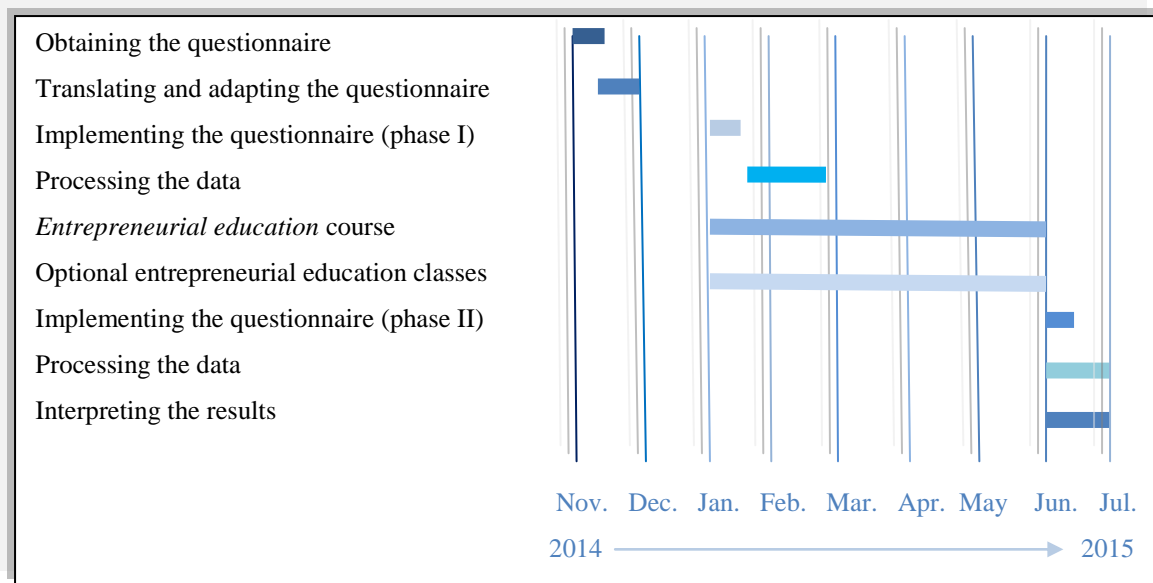 Obtaining the questionnaire
Translating and adapting the questionnaire
Implementing the questionnaire (phase I)
Processing the data
Entrepreneurial education course
Optional entrepreneurial education classes
Implementing the questionnaire (phase II)
Processing the data
Interpreting the results
Nov. Dec. Jan. Feb. Mar. Apr. May Jun. Jul.
2014 2015